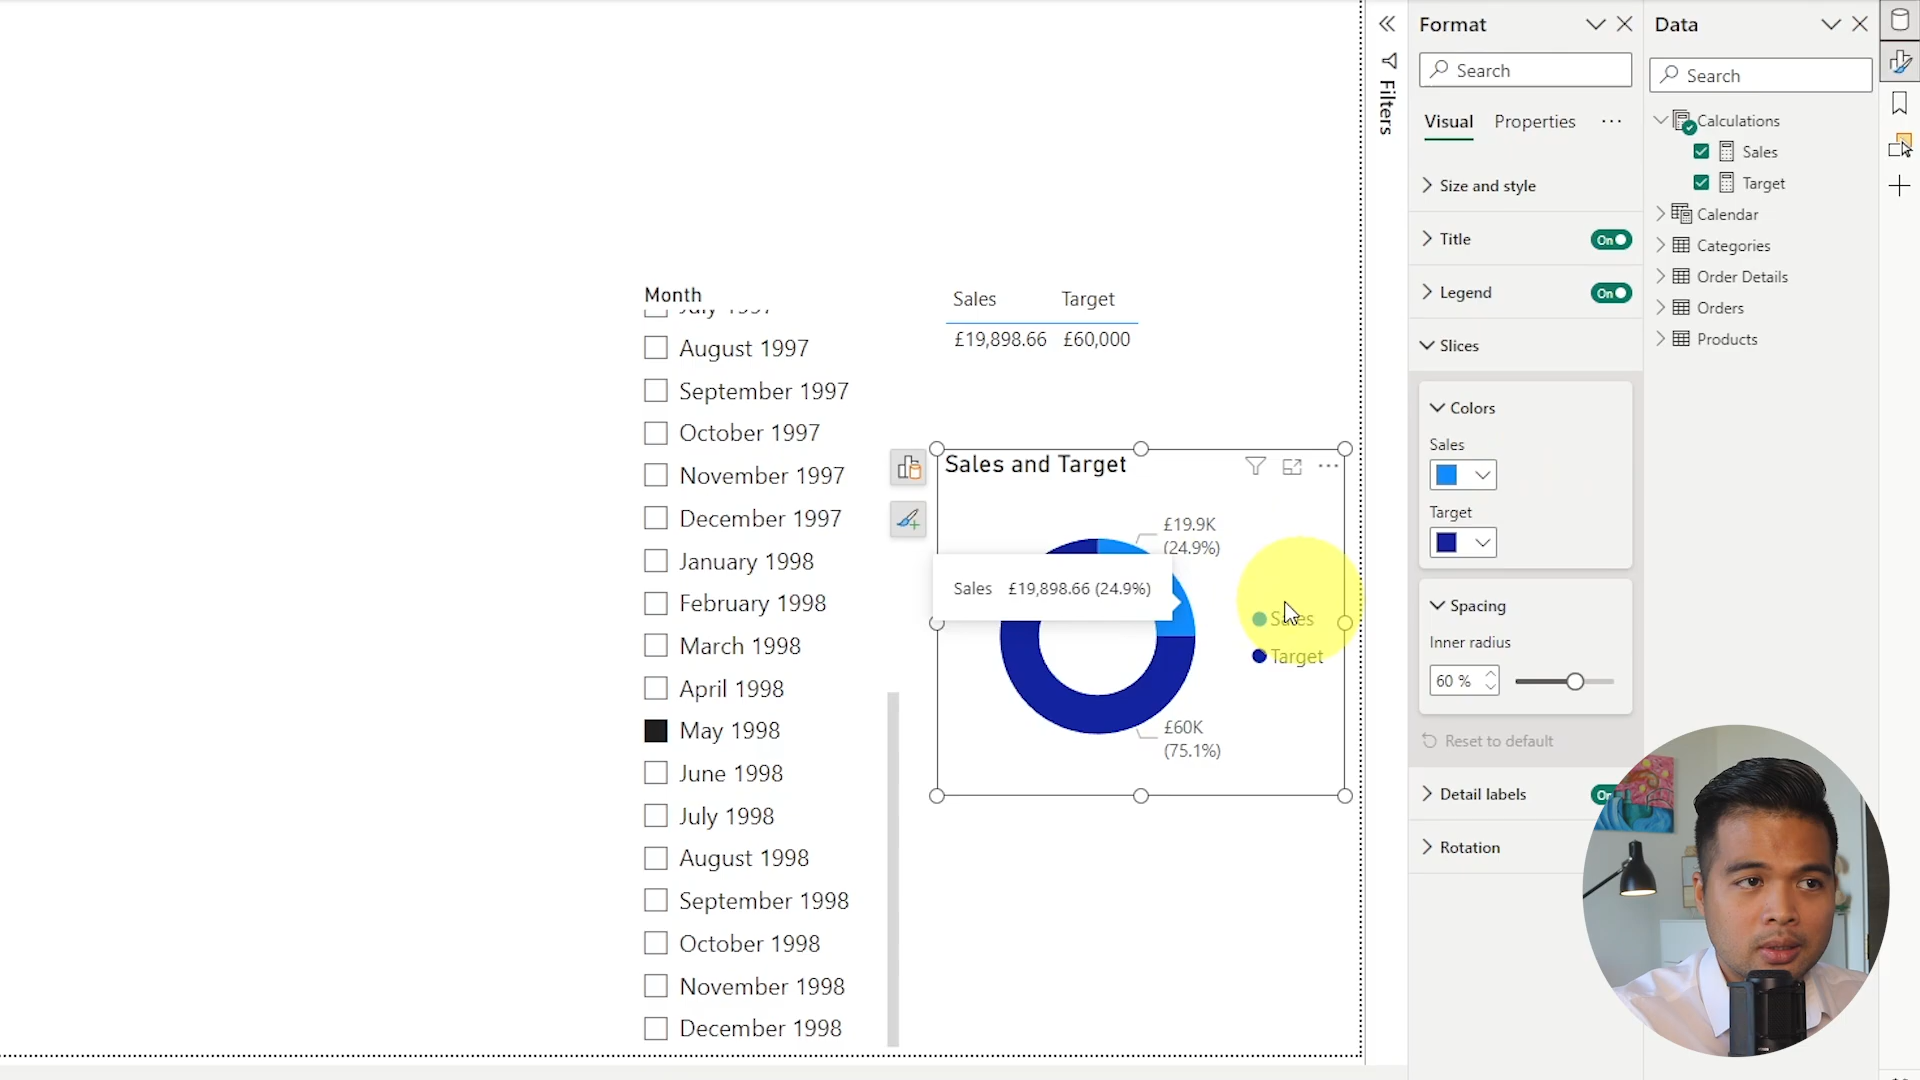 Format
Data
Search
Search
Visual
Properties
Filters
Calculations
Sales
Target
Calendar
Categories
Order Details
Orders
Products
Size and style
Title
On
Legend
On
Slices
Colors
Sales
Target
Spacing
Inner radius
60 %
Reset to default
Detail labels
On
Rotation
Month
July 1997
August 1997
September 1997
October 1997
November 1997
December 1997
January 1998
February 1998
March 1998
April 1998
May 1998
June 1998
July 1998
August 1998
September 1998
October 1998
November 1998
December 1998
Sales Target
£19,898.66 £60,000
Sales and Target
£19.9K
(24.9%)
Sales £19,898.66 (24.9%)
Sales
Target
£60K
(75.1%)